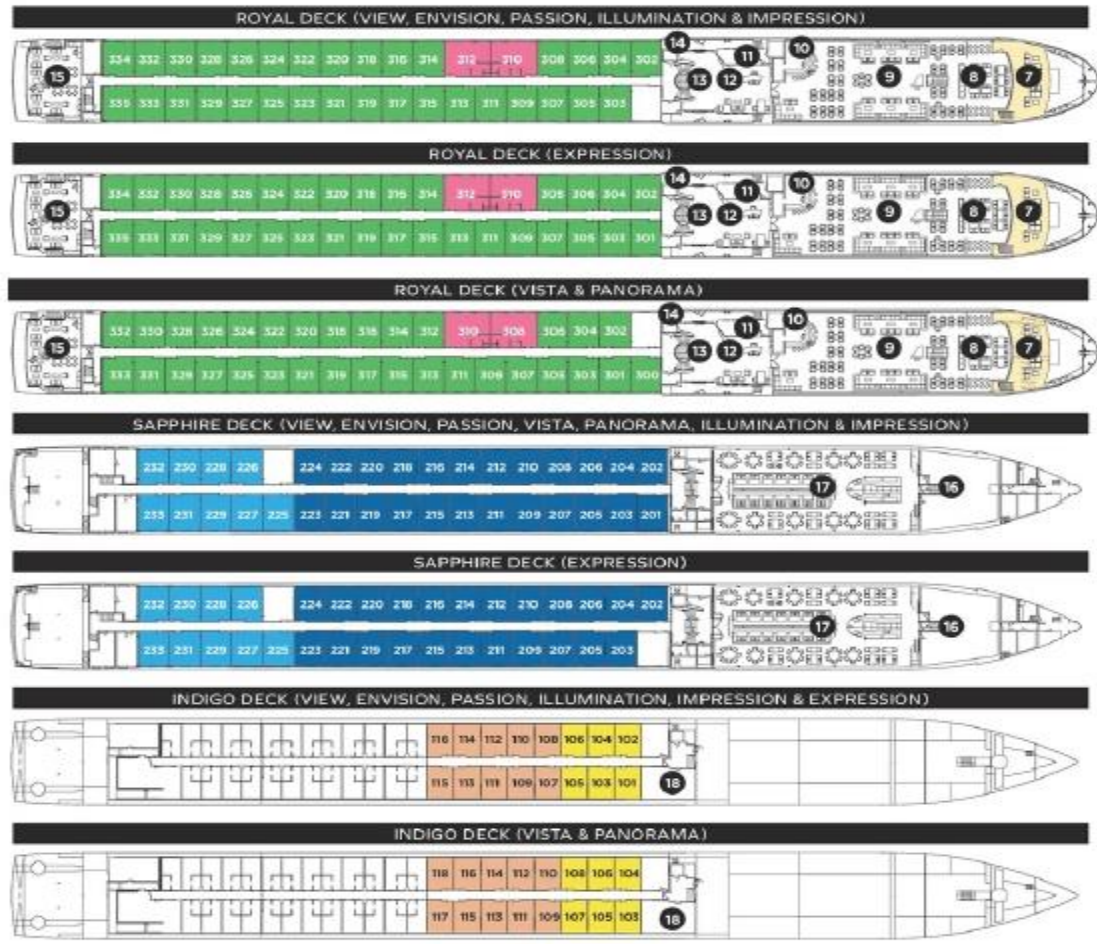 ROYAL DECK (VIEW, ENVISION, PASSION, ILLUMINATION & IMPRESSION)
14 10
334 332 330 328 326 324 322 320 318 316 314 312 310 308 306 304 302 11
15 13 12 9 8 7
335 333 331 329 327 325 323 321 319 317 315 313 311 309 307 305 303
ROYAL DECK (EXPRESSION)
14 10
334 332 330 328 326 324 322 320 318 316 314 312 310 308 306 304 302 11
15 13 12 9 8 7
335 333 331 329 327 325 323 321 319 317 315 313 311 309 307 305 303 301
ROYAL DECK (VISTA & PANORAMA)
14 10
332 330 328 326 324 322 320 318 314 312 310 308 304 302 11
15 13 12 9 8 7
333 331 329 327 325 323 321 319 317 315 313 311 307 303 301 300
SAPPHIRE DECK (VIEW, ENVISION, PASSION, VISTA, PANORAMA, ILLUMINATION & IMPRESSION)
232 230 228 226 224 222 220 218 216 214 212 210 208 206 204 202
17 16
233 231 229 227 225 223 221 219 217 215 213 211 209 207 205 203 201
SAPPHIRE DECK (EXPRESSION)
232 230 228 226 224 222 220 218 216 214 212 210 208 206 204 202
17 16
233 231 229 227 225 223 221 219 217 215 213 211 209 207 205 203
INDIGO DECK (VIEW, ENVISION, PASSION, ILLUMINATION, IMPRESSION & EXPRESSION)
116 114 112 110 108 106 104 102
115 113 111 109 107 105 103 101 18
INDIGO DECK (VISTA & PANORAMA)
118 116 114 112 110 108 106 104
117 115 113 111 109 107 105 103 18